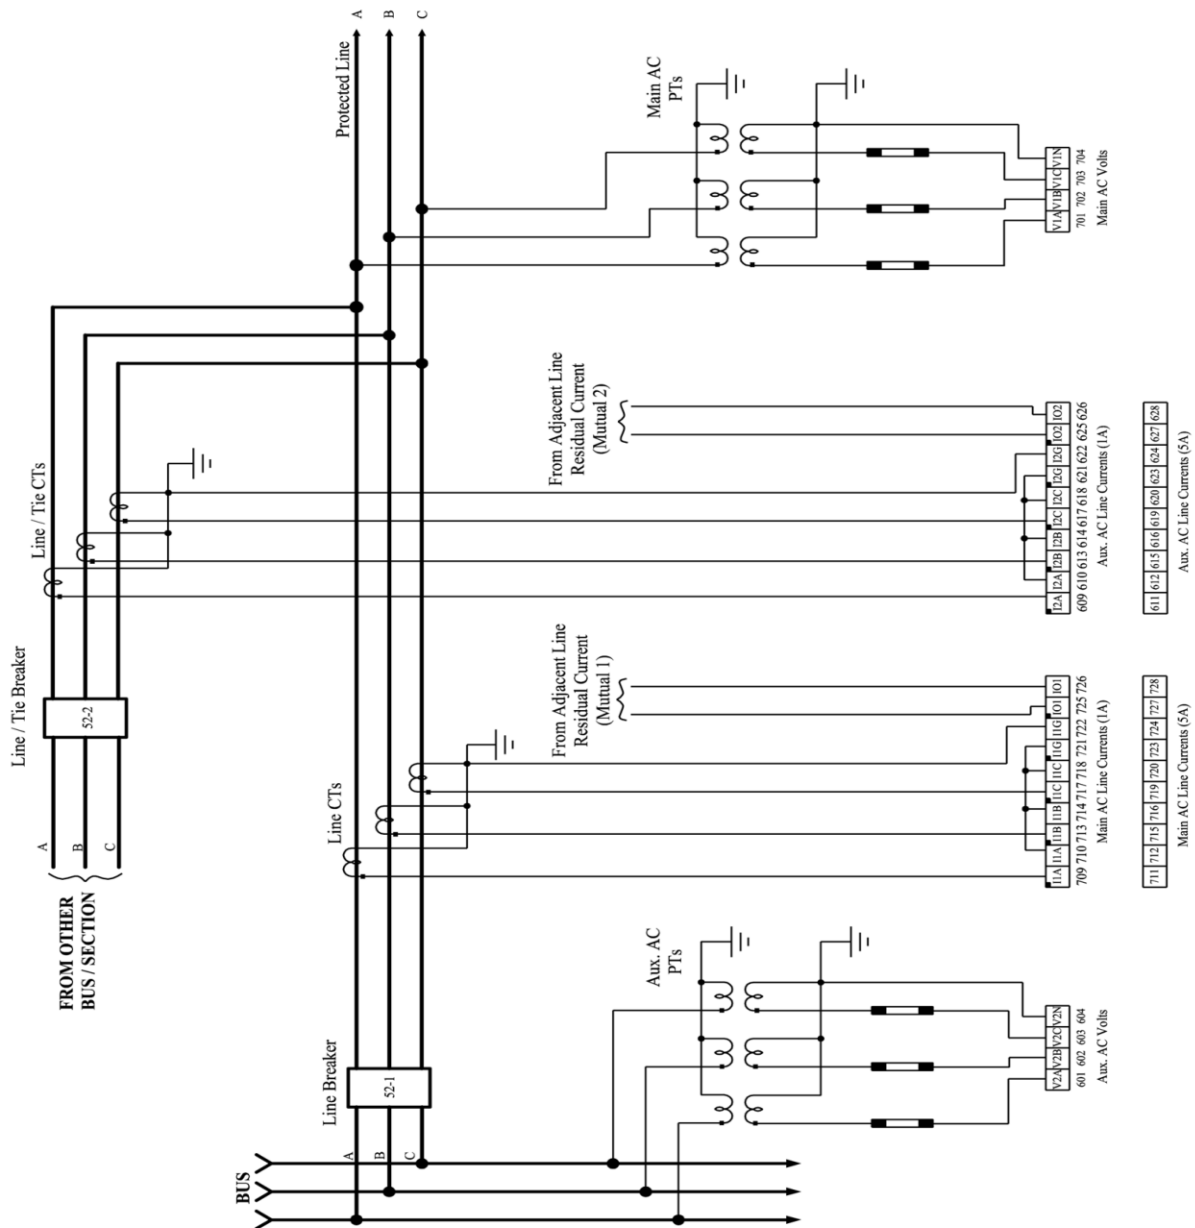 Line / Tie Breaker
Line / Tie CTs
A
B
C
52-2
FROM OTHER
BUS / SECTION
BUS
Line Breaker
Line CTs
Protected Line
A
B
C
52-1
A
B
C
From Adjacent Line
Residual Current
(Mutual 1)
From Adjacent Line
Residual Current
(Mutual 2)
Aux. AC
PTs
Main AC
PTs
V2A V2B V2C V2N
601 602 603 604
Aux. AC Volts
I1A I1A I1B I1B I1C I1C I1G I1G IO1 IO1
709 710 713 714 717 718 721 722 725 726
Main AC Line Currents (1A)
711 712 715 716 719 720 723 724 727 728
Main AC Line Currents (5A)
I2A I2A I2B I2B I2C I2C I2G I2G IO2 IO2
609 610 613 614 617 618 621 622 625 626
Aux. AC Line Currents (1A)
611 612 615 616 619 620 623 624 627 628
Aux. AC Line Currents (5A)
V1A V1B V1C V1N
701 702 703 704
Main AC Volts